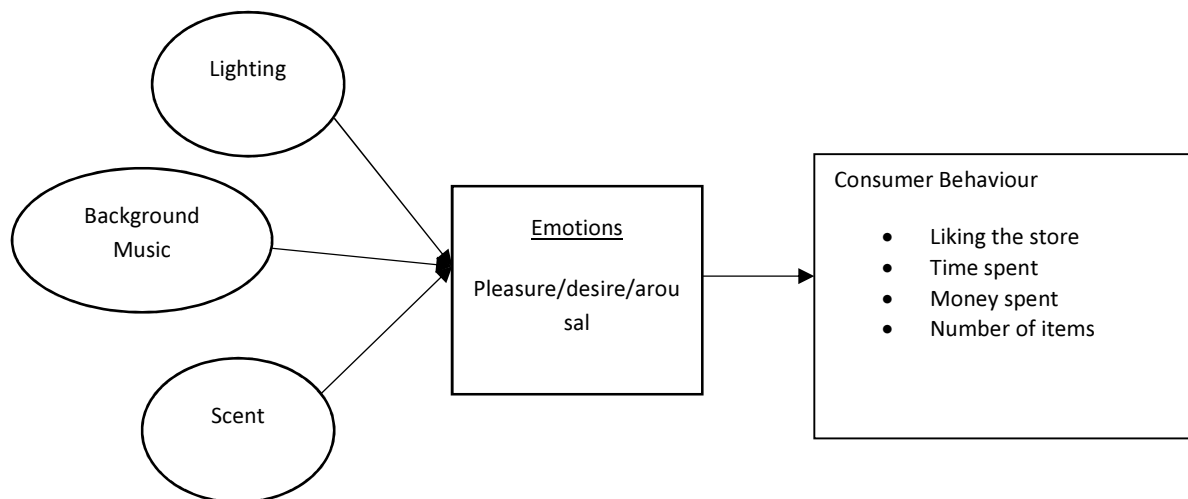 Lighting
Background
Music
Scent
Emotions
Pleasure/desire/arou
sal
Consumer Behaviour
• Liking the store
• Time spent
• Money spent
• Number of items